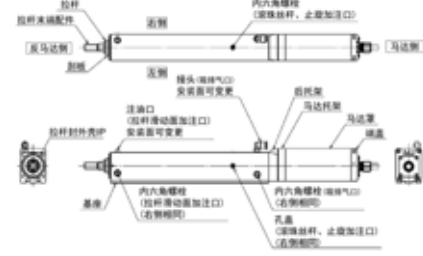 拉杆
拉杆末端配件
右侧
内六角螺栓
(滚珠丝杆、止旋加注口)
反马达侧
马达侧
刮板
左侧
接头(吸排气口)
安装面可变更
后托架
马达托架
注油口
(拉杆滑动面加注口)
安装面可变更
马达罩
端盖
拉杆封外壳HP
基座
内六角螺栓
(拉杆滑动面加注口)
(右侧相同)
内六角螺栓(吸排气口)
(右侧相同)
孔盖
(滚珠丝杆、止旋加注口)
(右侧相同)